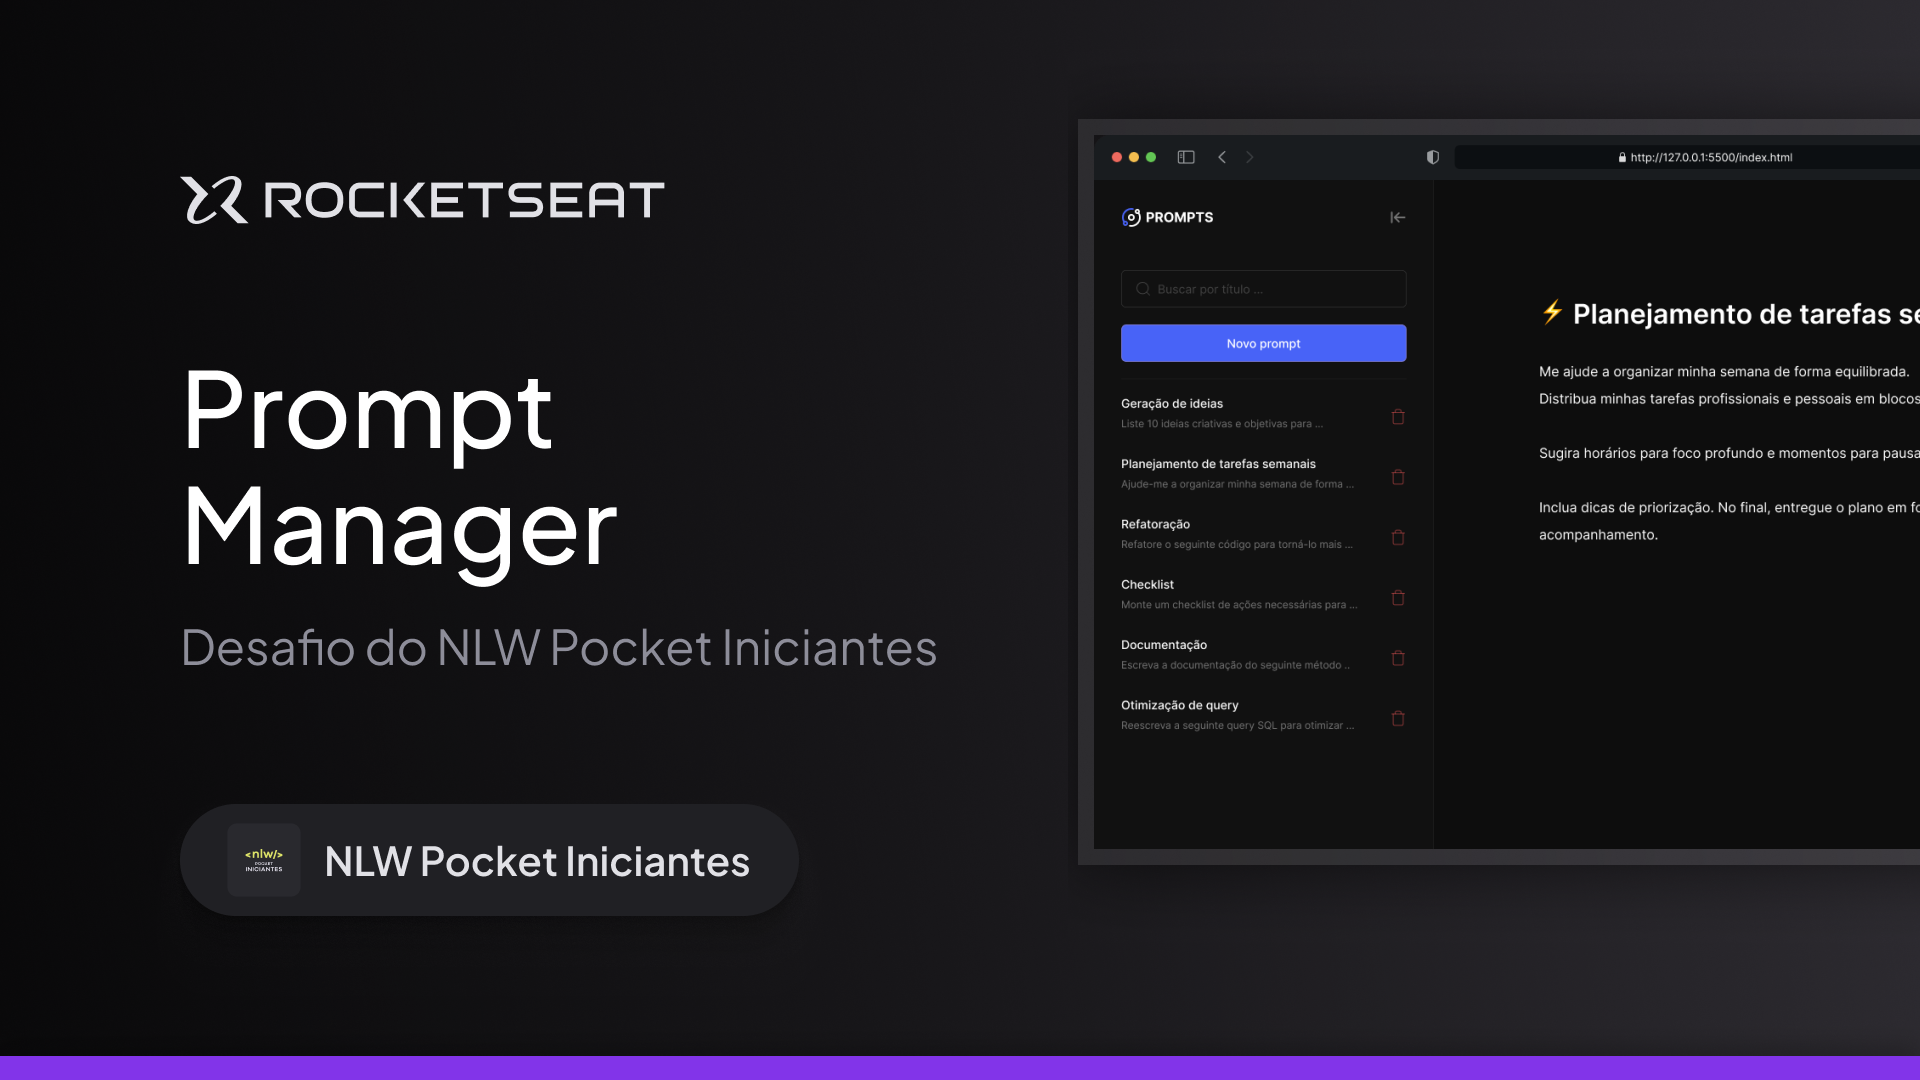 ROCKETSEAT
Prompt
Manager
Desafio do NLW Pocket Iniciantes
<nlw/>
POCKET
INICIANTES
NLW Pocket Iniciantes
http://127.0.0.1:5500/index.html
PROMPTS
Buscar por título ...
Novo prompt
Geração de ideias
Liste 10 ideias criativas e objetivas para ...
Planejamento de tarefas semanais
Ajude-me a organizar minha semana de forma ...
Refatoração
Refatore o seguinte código para torná-lo mais ...
Checklist
Monte um checklist de ações necessárias para ...
Documentação
Escreva a documentação do seguinte método ..
Otimização de query
Reescreva a seguinte query SQL para otimizar ...
⚡ Planejamento de tarefas se
Me ajude a organizar minha semana de forma equilibrada.
Distribua minhas tarefas profissionais e pessoais em blocos
Sugira horários para foco profundo e momentos para pausa
Inclua dicas de priorização. No final, entregue o plano em fo
acompanhamento.